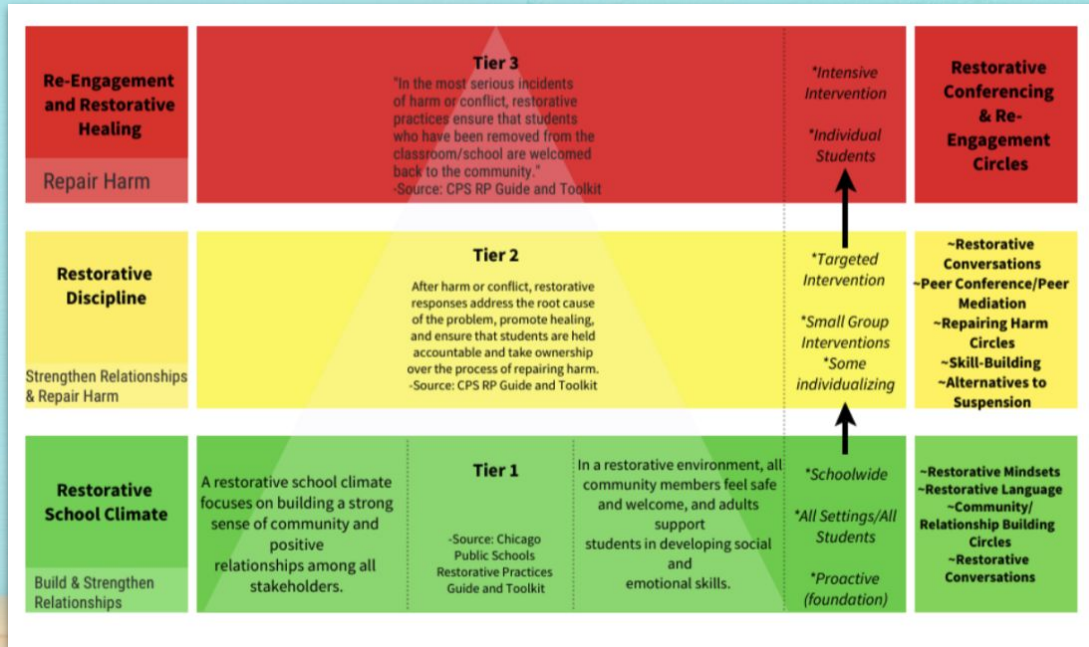 Re-Engagement
and Restorative
Healing
Repair Harm
Tier 3
"In the most serious incidents
of harm or conflict, restorative
practices ensure that students
who have been removed from the
classroom/school are welcomed
back to the community."
-Source: CPS RP Guide and Toolkit
*Intensive
Intervention
*Individual
Students
Restorative
Conferencing
& Re-
Engagement
Circles
Restorative
Discipline
Strengthen Relationships
& Repair Harm
Tier 2
After harm or conflict, restorative
responses address the root cause
of the problem, promote healing,
and ensure that students are held
accountable and take ownership
over the process of repairing harm.
-Source: CPS RP Guide and Toolkit
*Targeted
Intervention
*Small Group
Interventions
*Some
individualizing
~Restorative
Conversations
~Peer Conference/Peer
Mediation
~Repairing Harm
Circles
~Skill-Building
~Alternatives to
Suspension
Restorative
School Climate
Build & Strengthen
Relationships
A restorative school climate
focuses on building a strong
sense of community and
positive
relationships among all
stakeholders.
Tier 1
-Source: Chicago
Public Schools
Restorative Practices
Guide and Toolkit
In a restorative environment, all
community members feel safe
and welcome, and adults
support
students in developing social
and
emotional skills.
*Schoolwide
*All Settings/All
Students
*Proactive
(foundation)
~Restorative Mindsets
~Restorative Language
~Community/
Relationship Building
Circles
~Restorative
Conversations